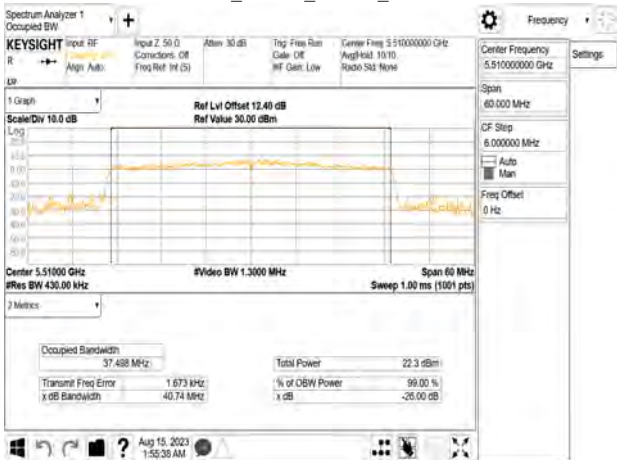 Spectrum Analyzer 1
Occupied BW
+
Frequency
KEYSIGHT
Input: RF
Input Z: 50 Ω
Atten: 30 dB
Trig: Free Run
Center Freq: 5.510000000 GHz
R
Corrections: Off
Gate: Off
Avg|Hold: 10/10
Align: Auto
Freq Ref: Int (S)
#IF Gain: Low
Radio Std: None
Center Frequency
5.510000000 GHz
Settings
Span
60.000 MHz
CF Step
6.000000 MHz
Auto
Man
Freq Offset
0 Hz
1 Graph
Ref Lvl Offset 12.40 dB
Scale/Div 10.0 dB
Ref Value 30.00 dBm
Log
Center 5.51000 GHz
#Video BW 1.3000 MHz
Span 60 MHz
#Res BW 430.00 kHz
Sweep 1.00 ms (1001 pts)
2 Metrics
Occupied Bandwidth
37.498 MHz
Total Power
22.3 dBm
Transmit Freq Error
1.673 kHz
% of OBW Power
99.00 %
x dB Bandwidth
40.74 MHz
x dB
-26.00 dB
?
Aug 15, 2023
1:55:38 AM